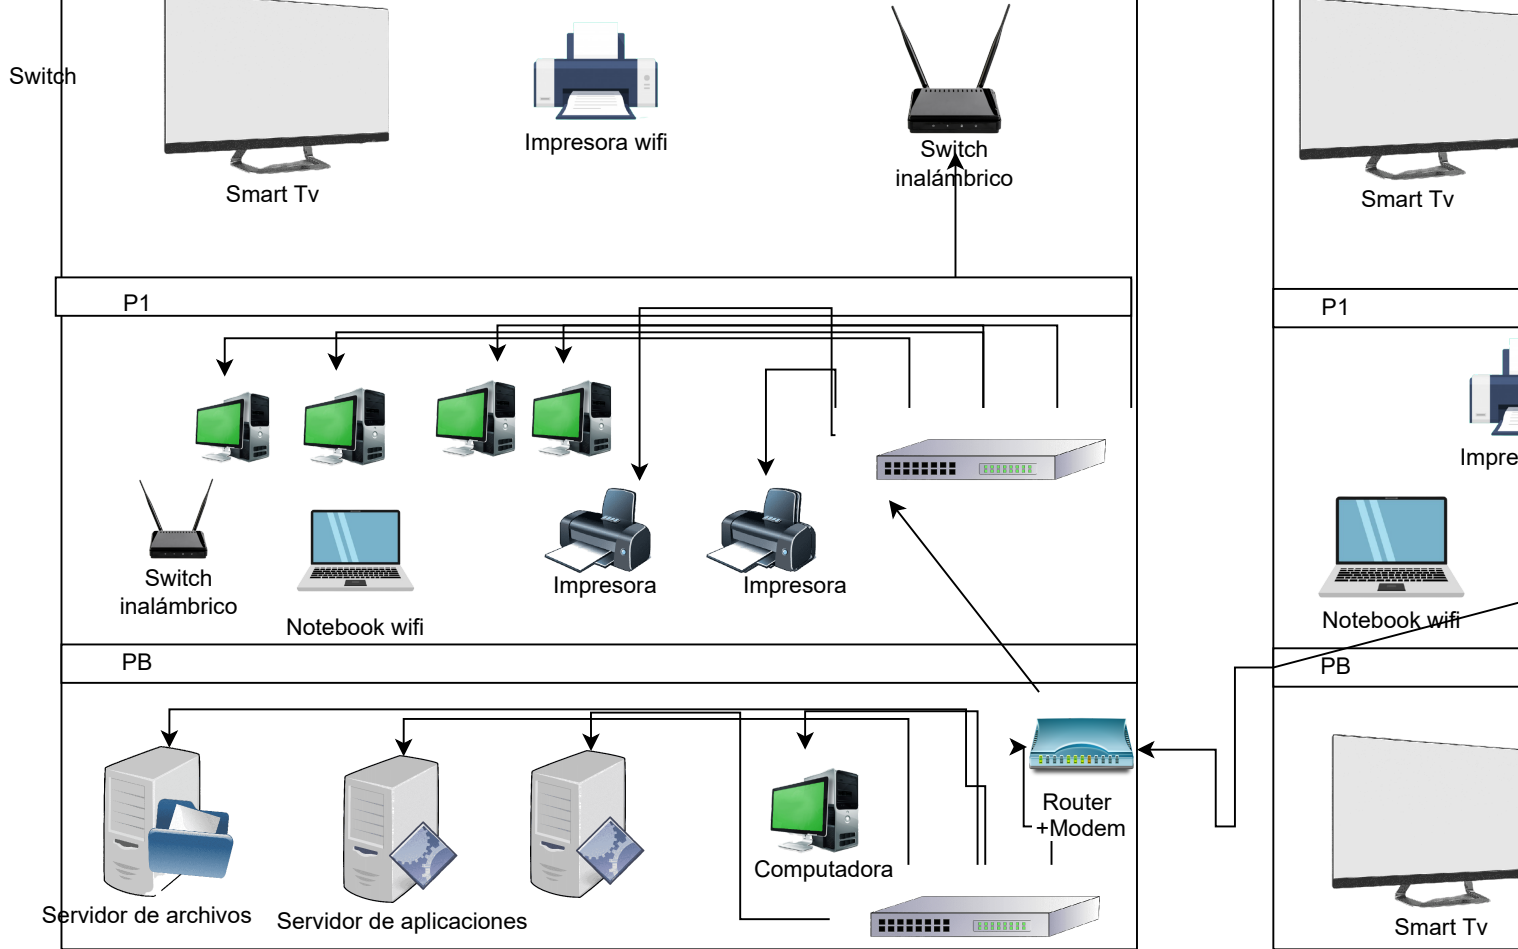 Switch
Smart Tv
Impresora wifi
Switch
inalámbrico
Smart Tv
P1
P1
Switch
inalámbrico
Notebook wifi
Impresora
Impresora
Impre
Notebook wifi
PB
PB
Servidor de archivos
Servidor de aplicaciones
Computadora
Router
+Modem
Smart Tv